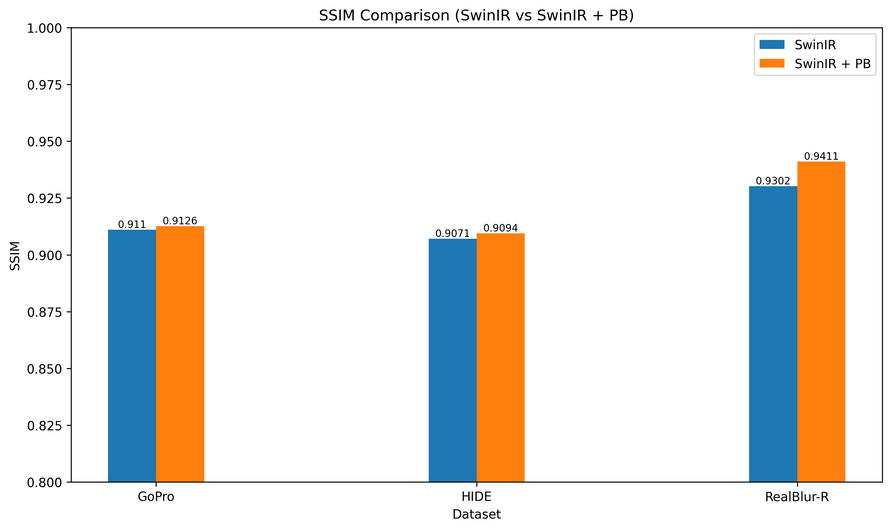 SSIM Comparison (SwinIR vs SwinIR + PB)
SwinIR
SwinIR + PB
SSIM
1.000
0.975
0.950
0.925
0.900
0.875
0.850
0.825
0.800
0.911
0.9126
0.9071
0.9094
0.9302
0.9411
GoPro
HIDE
RealBlur-R
Dataset